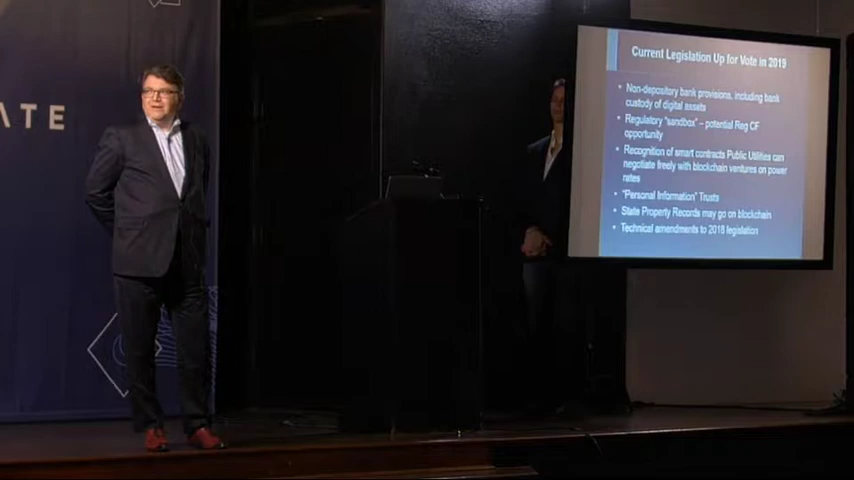 ATE
Current Legislation Up for Vote in 2019
• Non-depository bank provisions, including bank
custody of digital assets
• Regulatory "sandbox" – potential Reg CF
opportunity
• Recognition of smart contracts Public Utilities can
negotiate freely with blockchain ventures on power
rates
• "Personal Information" Trusts
• State Property Records may go on blockchain
• Technical amendments to 2018 legislation